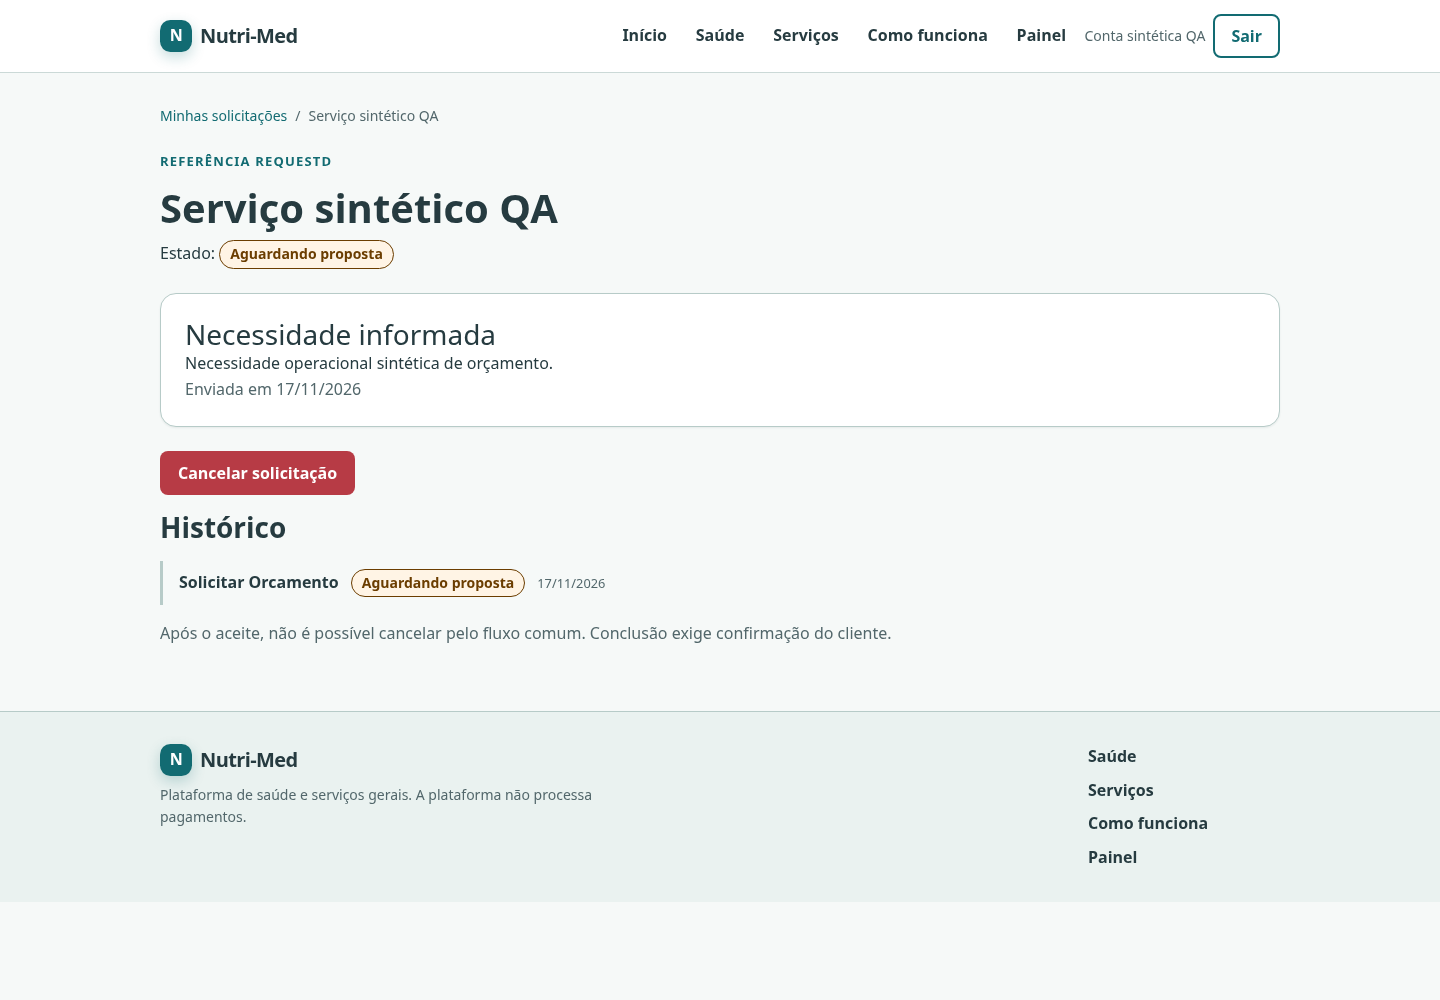 N Nutri-Med Início Saúde Serviços Como funciona Painel Conta sintética QA Sair
Minhas solicitações / Serviço sintético QA
REFERÊNCIA REQUESTD
Serviço sintético QA
Estado: Aguardando proposta
Necessidade informada
Necessidade operacional sintética de orçamento.
Enviada em 17/11/2026
Cancelar solicitação
Histórico
Solicitar Orcamento Aguardando proposta 17/11/2026
Após o aceite, não é possível cancelar pelo fluxo comum. Conclusão exige confirmação do cliente.
N Nutri-Med
Plataforma de saúde e serviços gerais. A plataforma não processa
pagamentos.
Saúde
Serviços
Como funciona
Painel